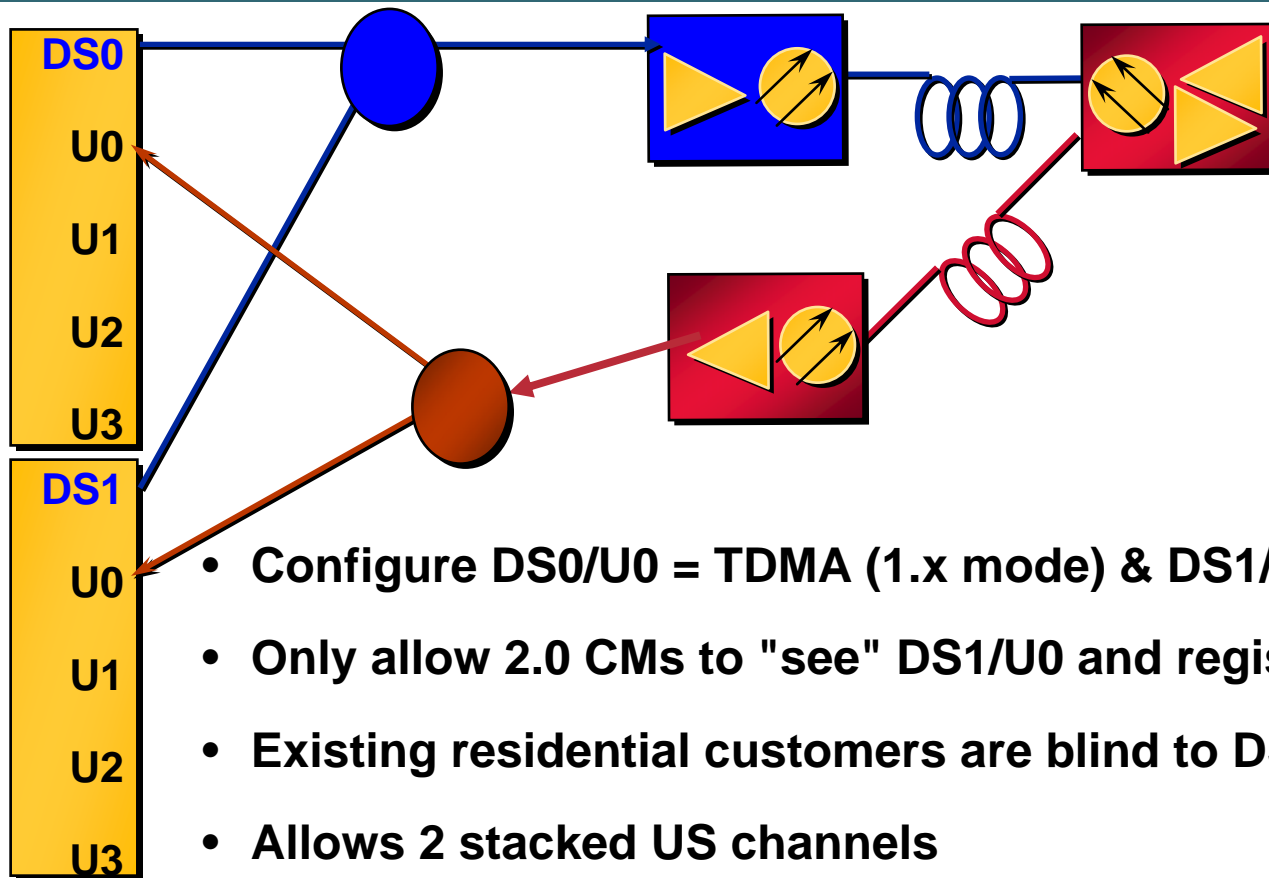 DS0
U0
U1
U2
U3
DS1
U0
U1
U2
U3
• Configure DS0/U0 = TDMA (1.x mode) & DS1/
• Only allow 2.0 CMs to "see" DS1/U0 and
• Existing residential customers are blind to
• Allows 2 stacked US channels